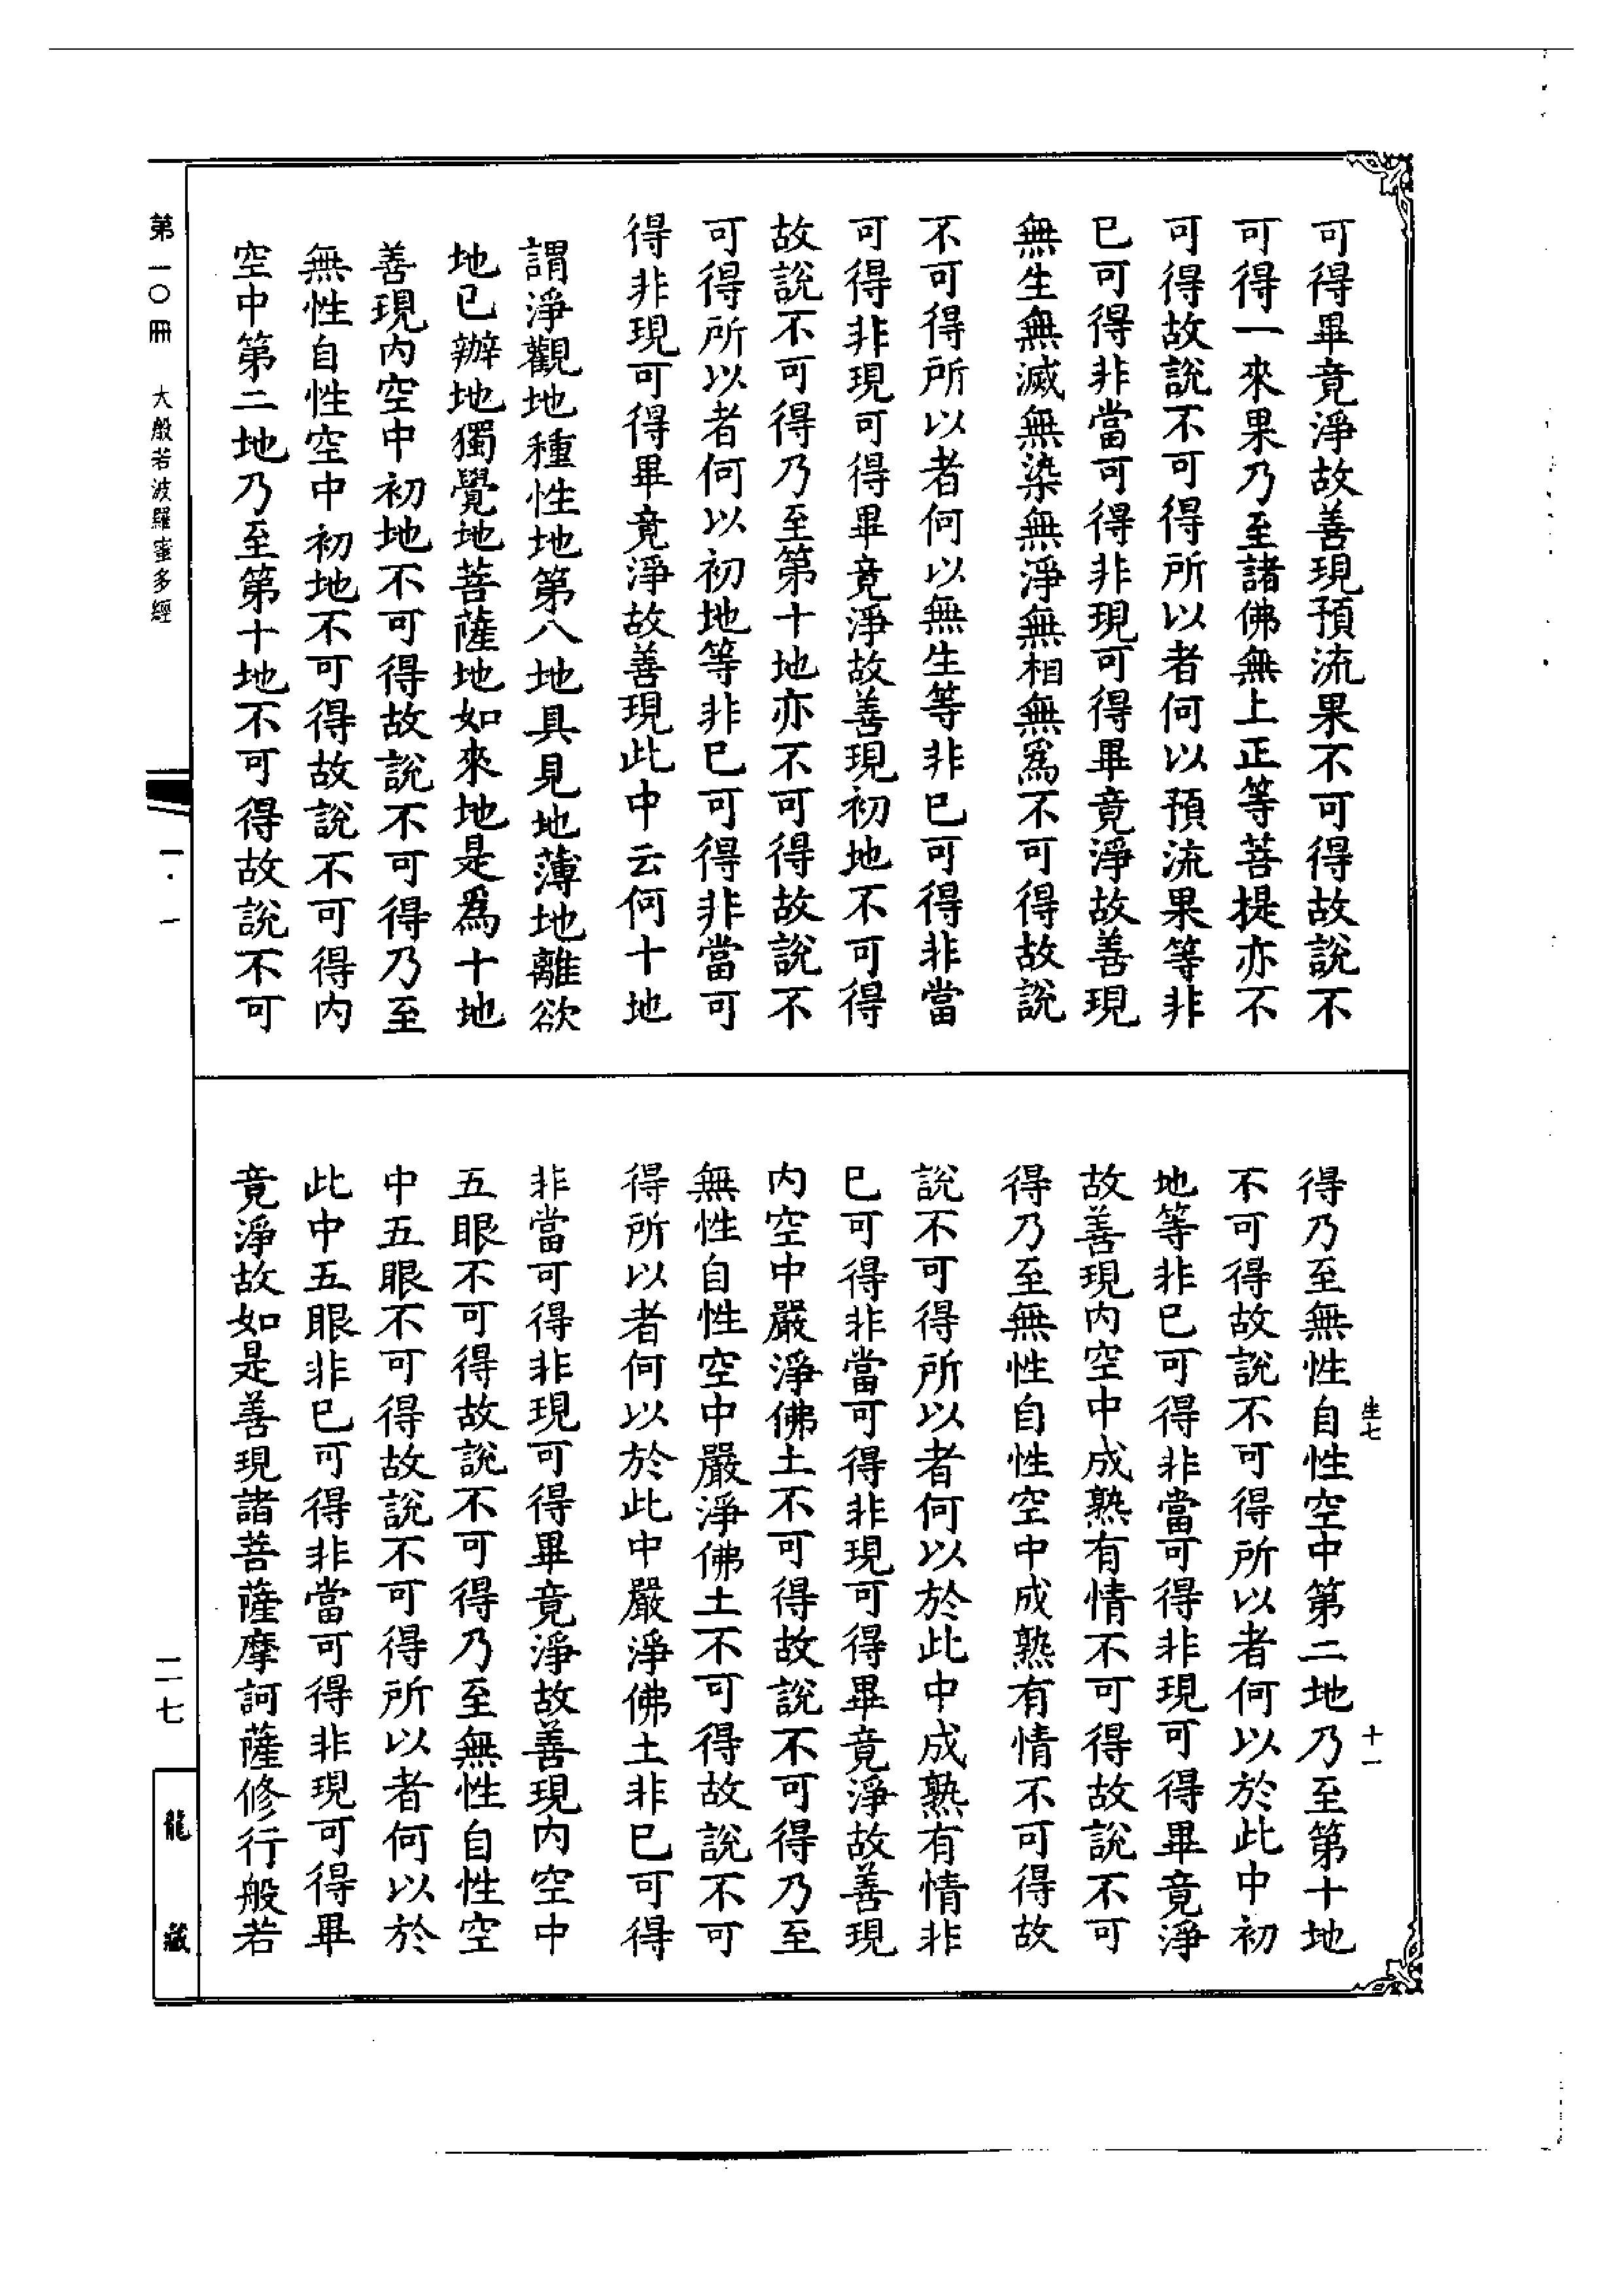 可得畢竟淨故善現預流果不可得故說不
可得一來果乃至諸佛無上正等菩提亦不
可得故說不可得所以者何以預流果等非
已可得非當可得非現可得畢竟淨故善現
無生無滅無染無淨無相無為不可得故說
不可得所以者何以無生等非已可得非當
可得非現可得畢竟淨故善現初地不可得
故說不可得乃至第十地亦不可得故說不
可得所以者何以初地等非已可得非當可
得非現可得畢竟淨故善現此中云何十地
謂淨觀地種性地第八地具見地薄地離欲
地已辦地獨覺地菩薩地如來地是為十地
善現內空中初地不可得故說不可得乃至
無性自性空中初地不可得故說不可得內
空中第二地乃至第十地不可得故說不可
得乃至無性自性空中第二地乃至第十地
不可得故說不可得所以者何以於此中初
地等非已可得非當可得非現可得畢竟淨
故善現內空中成熟有情不可得故說不可
得乃至無性自性空中成熟有情不可得故
說不可得所以者何以於此中成熟有情非
已可得非當可得非現可得畢竟淨故善現
內空中嚴淨佛土不可得故說不可得乃至
無性自性空中嚴淨佛土不可得故說不可
得所以者何以於此中嚴淨佛土非已可得
非當可得非現可得畢竟淨故善現內空中
五眼不可得故說不可得乃至無性自性空
中五眼不可得故說不可得所以者何以於
此中五眼非已可得非當可得非現可得畢
竟淨故如是善現諸菩薩摩訶薩修行般若
坐七
十一
第一〇冊
大般若波羅蜜多經
一·一
二七
龍藏